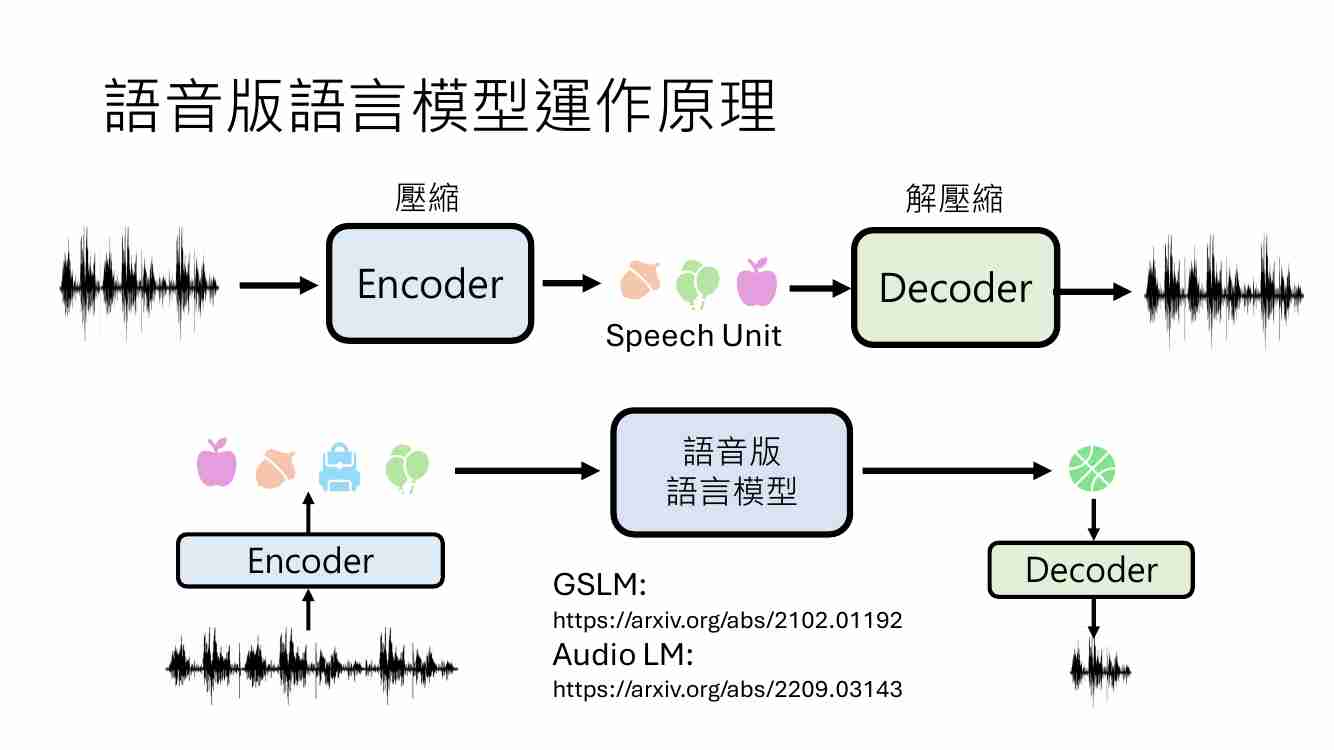 語音版語言模型運作原理
壓縮
解壓縮
Encoder
Decoder
Speech Unit
語音版
語言模型
Encoder
Decoder
GSLM:
https://arxiv.org/abs/2102.01192
Audio LM:
https://arxiv.org/abs/2209.03143